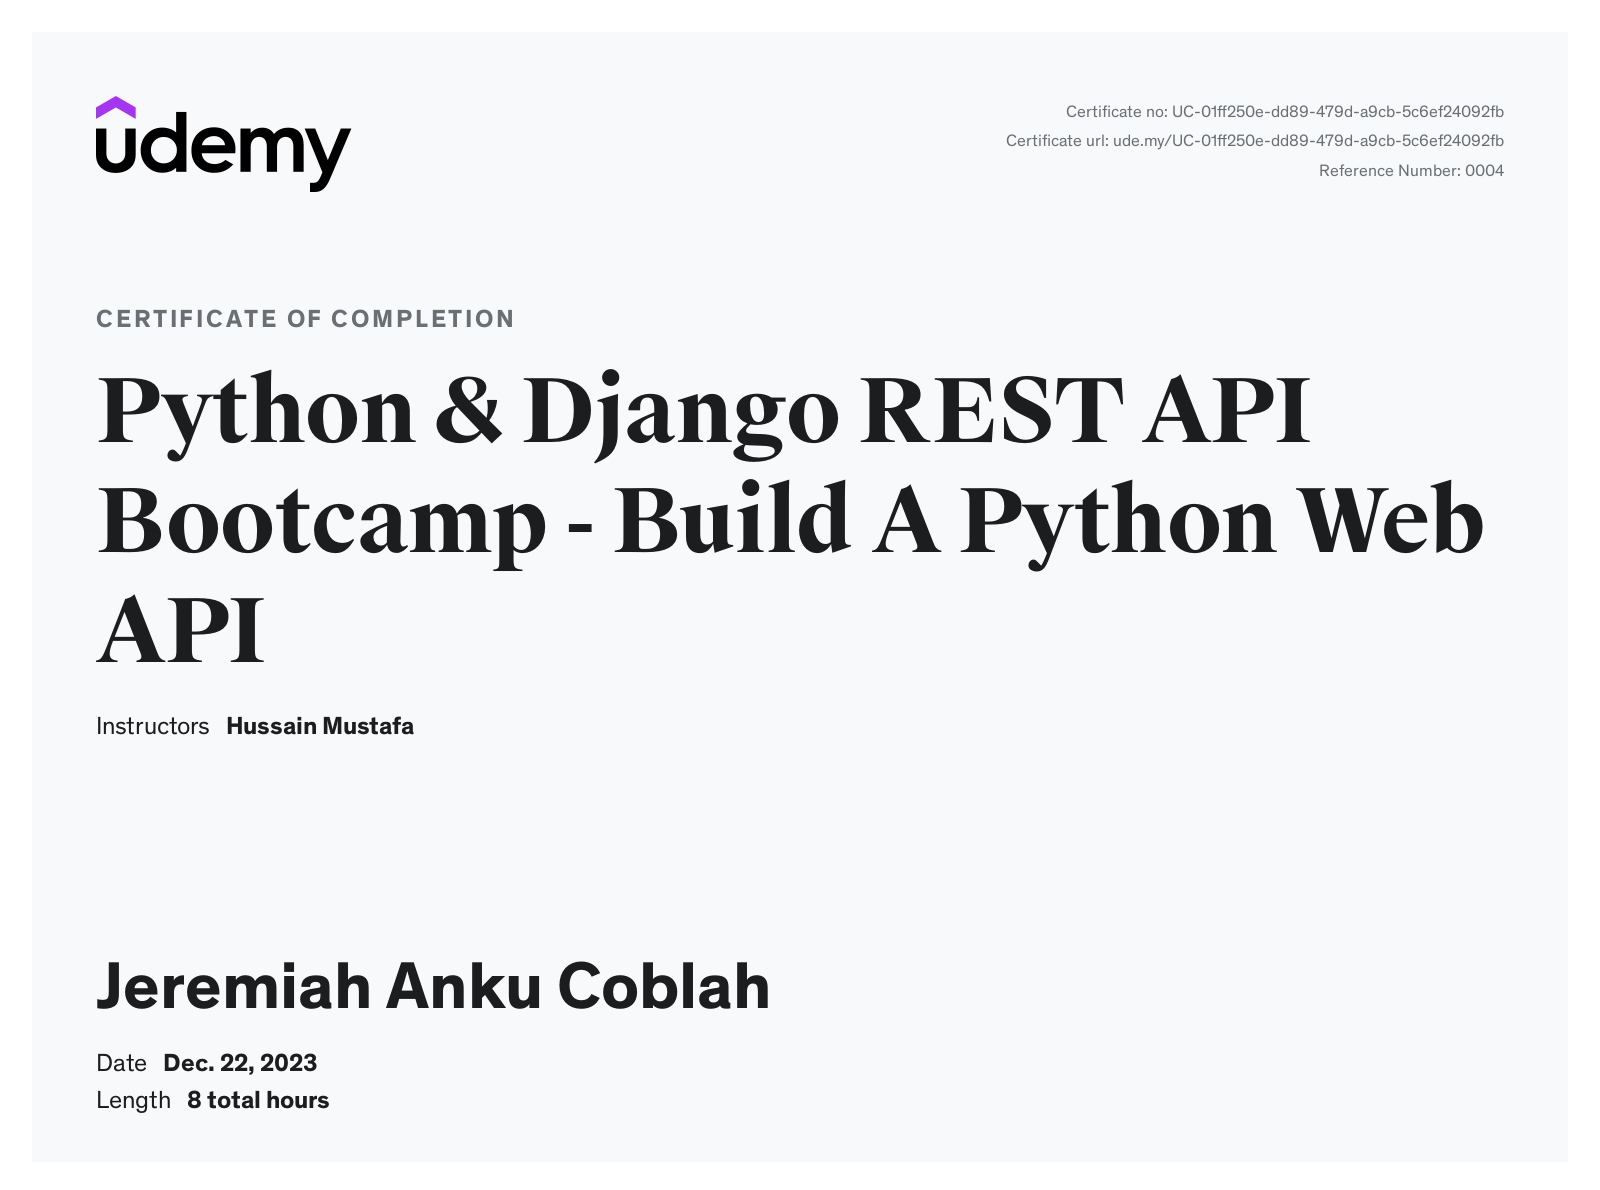 udemy
Certificate no: UC-01ff250e-dd89-479d-a9cb-5c6ef24092fb
Certificate url: ude.my/UC-01ff250e-dd89-479d-a9cb-5c6ef24092fb
Reference Number: 0004
CERTIFICATE OF COMPLETION
Python & Django REST API
Bootcamp - Build A Python Web
API
Instructors Hussain Mustafa
Jeremiah Anku Coblah
Date Dec. 22, 2023
Length 8 total hours